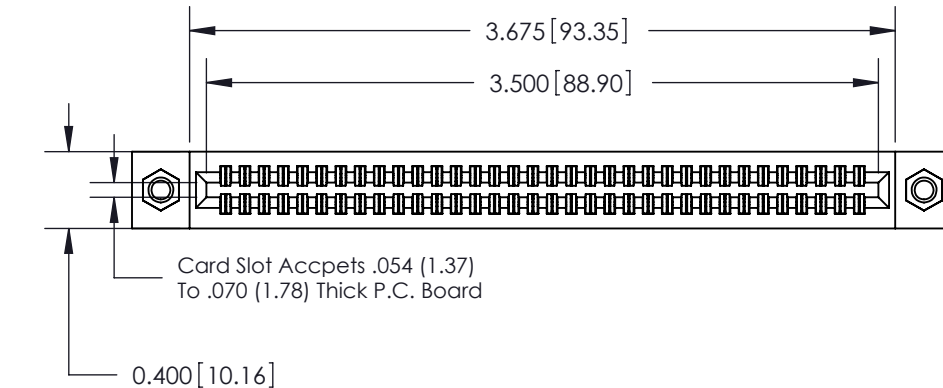 3.675[93.35]
3.500[88.90]
Card Slot Accpets .054 (1.37)
To .070 (1.78) Thick P.C. Board
0.400[10.16]